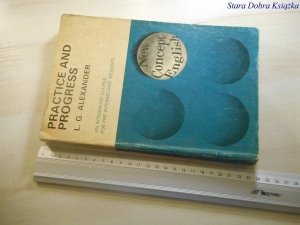 Stara Dobra Książka
PRACTICE AND
PROGRESS
L. G. ALEXANDER
AN INTEGRATED COURSE
FOR PRE-INTERMEDIATE STUDENTS
New
Concept
English